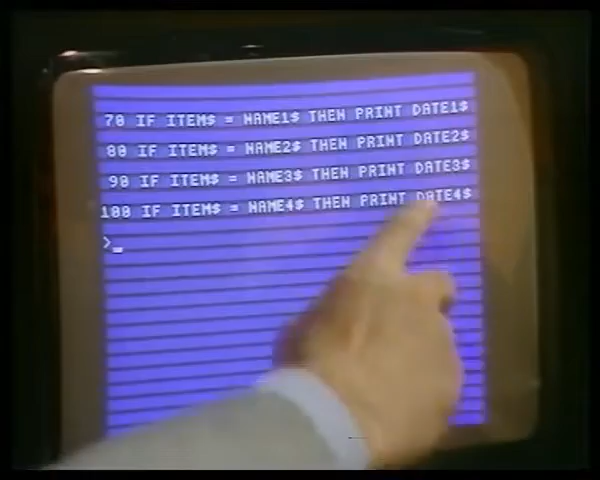 70 IF ITEM$ = NAME1$ THEN PRINT DATE1$
80 IF ITEM$ = NAME2$ THEN PRINT DATE2$
90 IF ITEM$ = NAME3$ THEN PRINT DATE3$
100 IF ITEM$ = NAME4$ THEN PRINT DATE4$
>_